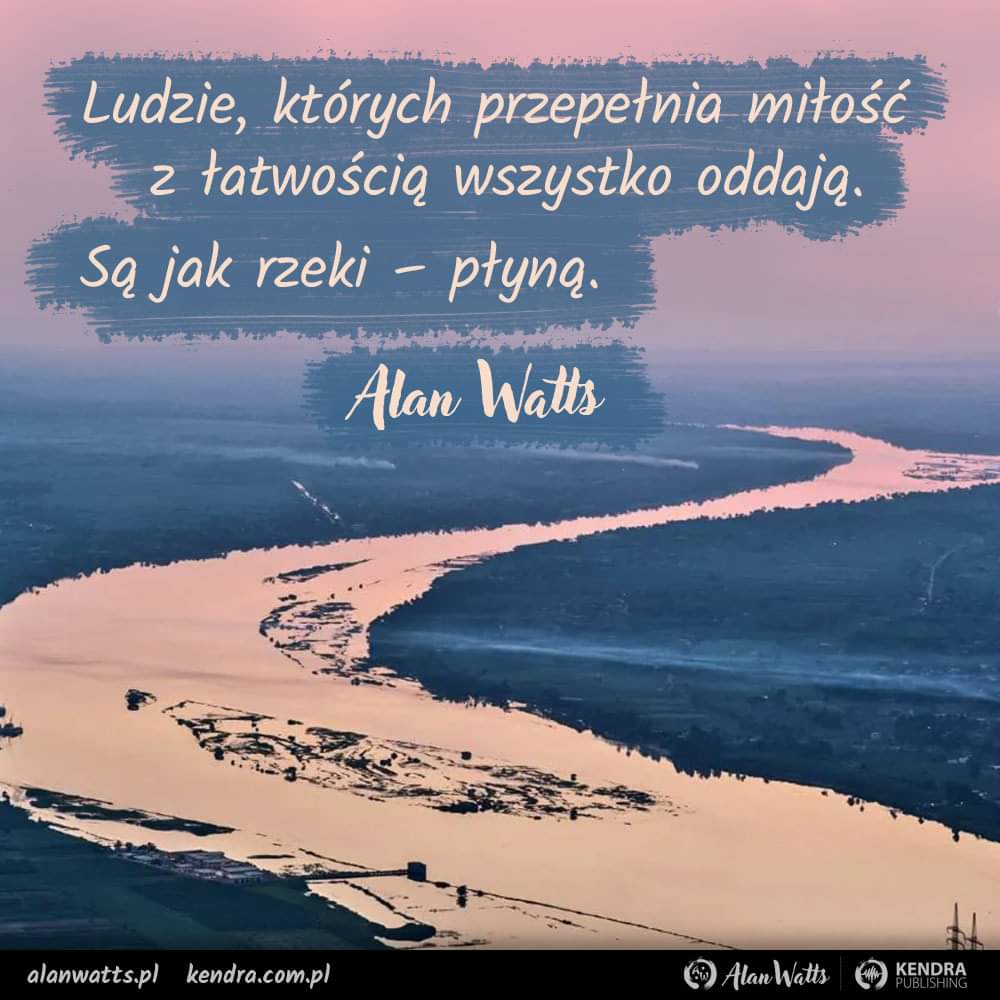 Ludzie, których przepełnia miłość
z łatwością wszystko oddają.
Są jak rzeki – płyną.
Alan Watts
alanwatts.pl kendra.com.pl
Alan Watts
KENDRA
PUBLISHING